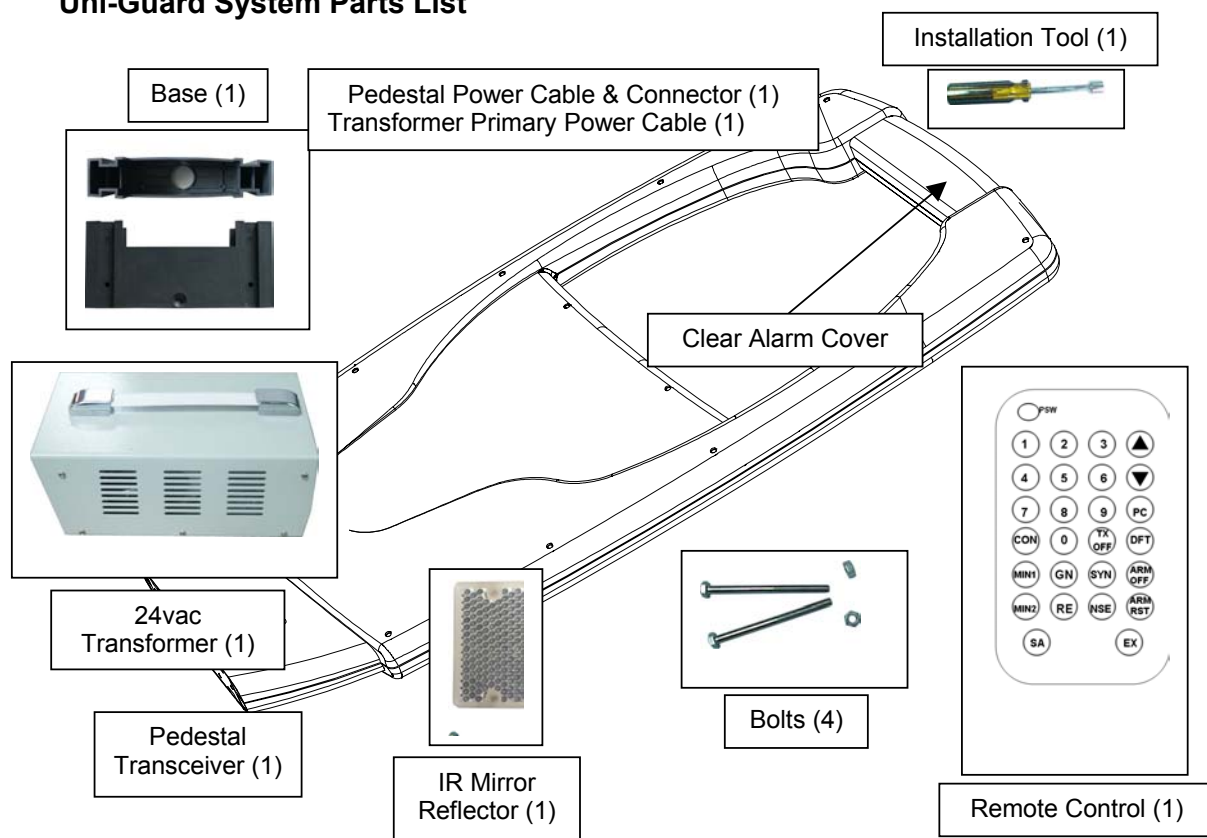 Uni-Guard System Parts List
Installation Tool (1)
Base (1)
Pedestal Power Cable & Connector (1)
Transformer Primary Power Cable (1)
Clear Alarm Cover
PSW
1 2 3 ▲
4 5 6 ▼
7 8 9 PC
CON 0 TX OFF DFT
MIN1 GN SYN ARM OFF
MIN2 RE NSE ARM RST
SA EX
24vac
Transformer (1)
Bolts (4)
Pedestal
Transceiver (1)
IR Mirror
Reflector (1)
Remote Control (1)